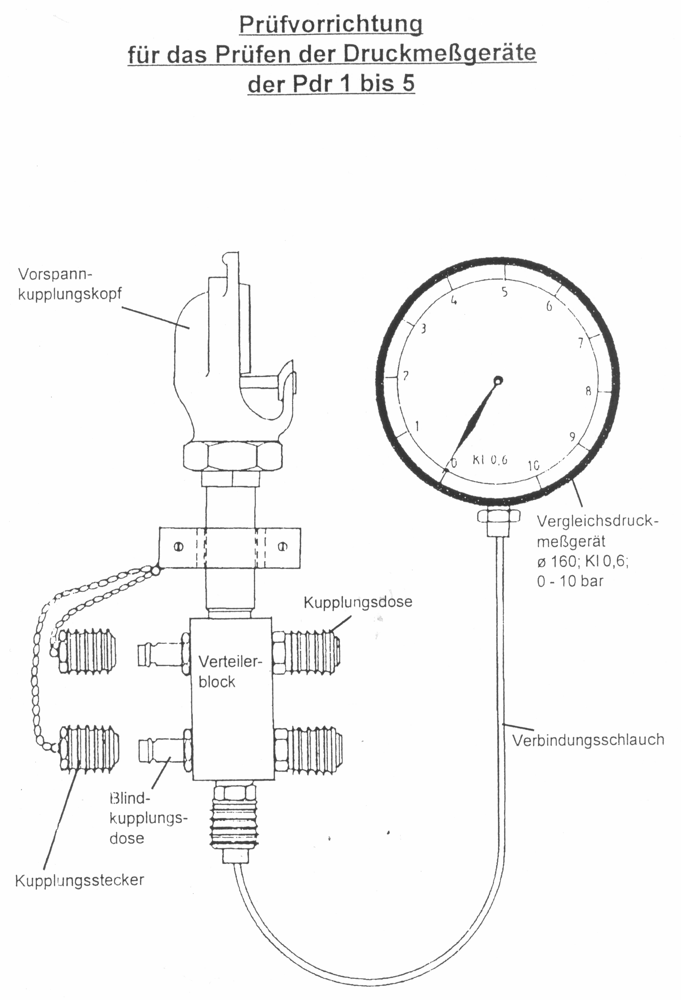 Prüfvorrichtung
für das Prüfen der Druckmeßgeräte
der Pdr 1 bis 5
Vorspann-
kupplungskopf
5
4
6
3
7
2
8
1
9
0
Kl 0,6
10
Vergleichsdruck-
meßgerät
ø 160; Kl 0,6;
0 - 10 bar
Kupplungsdose
Verteiler-
block
Verbindungsschlauch
Blind-
kupplungs-
dose
Kupplungsstecker